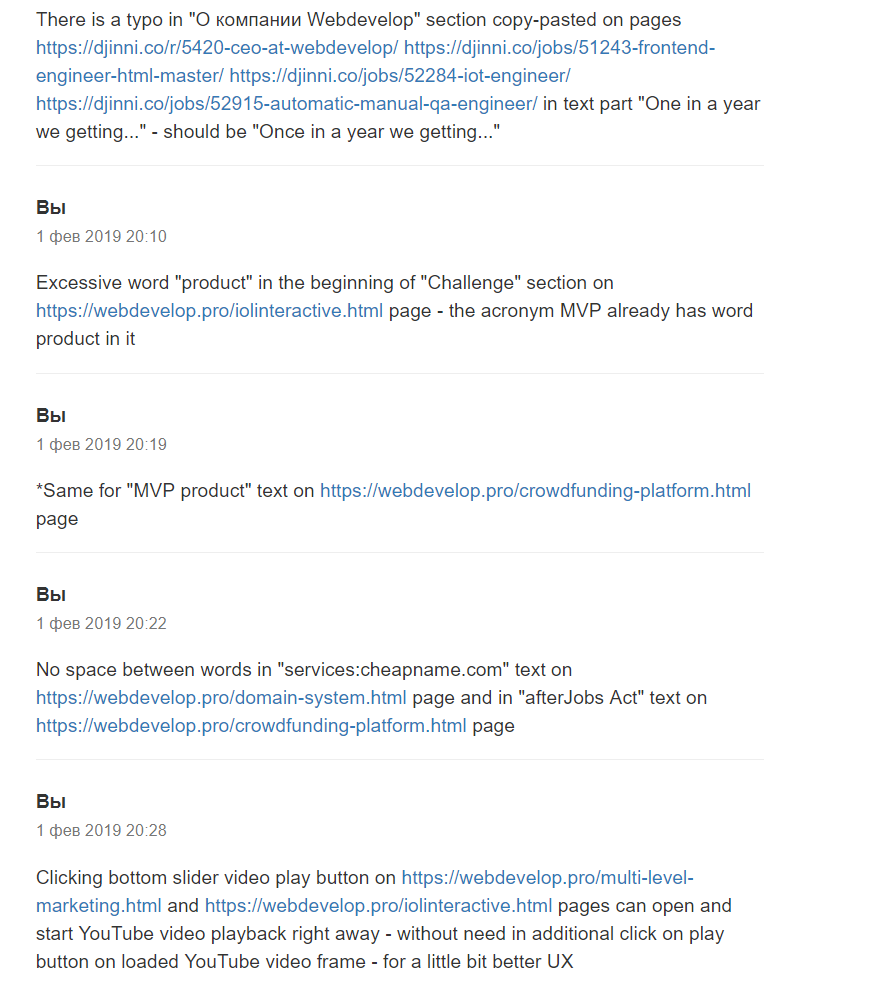 There is a typo in "О компании Webdevelop" section copy-pasted on pages
https://djinni.co/r/5420-ceo-at-webdevelop/ https://djinni.co/jobs/51243-frontend-
engineer-html-master/ https://djinni.co/jobs/52284-iot-engineer/
https://djinni.co/jobs/52915-automatic-manual-qa-engineer/ in text part "One in a year
we getting..." - should be "Once in a year we getting..."
Вы
1 фев 2019 20:10
Excessive word "product" in the beginning of "Challenge" section on
https://webdevelop.pro/iolinteractive.html page - the acronym MVP already has word
product in it
Вы
1 фев 2019 20:19
*Same for "MVP product" text on https://webdevelop.pro/crowdfunding-platform.html
page
Вы
1 фев 2019 20:22
No space between words in "services:cheapname.com" text on
https://webdevelop.pro/domain-system.html page and in "afterJobs Act" text on
https://webdevelop.pro/crowdfunding-platform.html page
Вы
1 фев 2019 20:28
Clicking bottom slider video play button on https://webdevelop.pro/multi-level-
marketing.html and https://webdevelop.pro/iolinteractive.html pages can open and
start YouTube video playback right away - without need in additional click on play
button on loaded YouTube video frame - for a little bit better UX